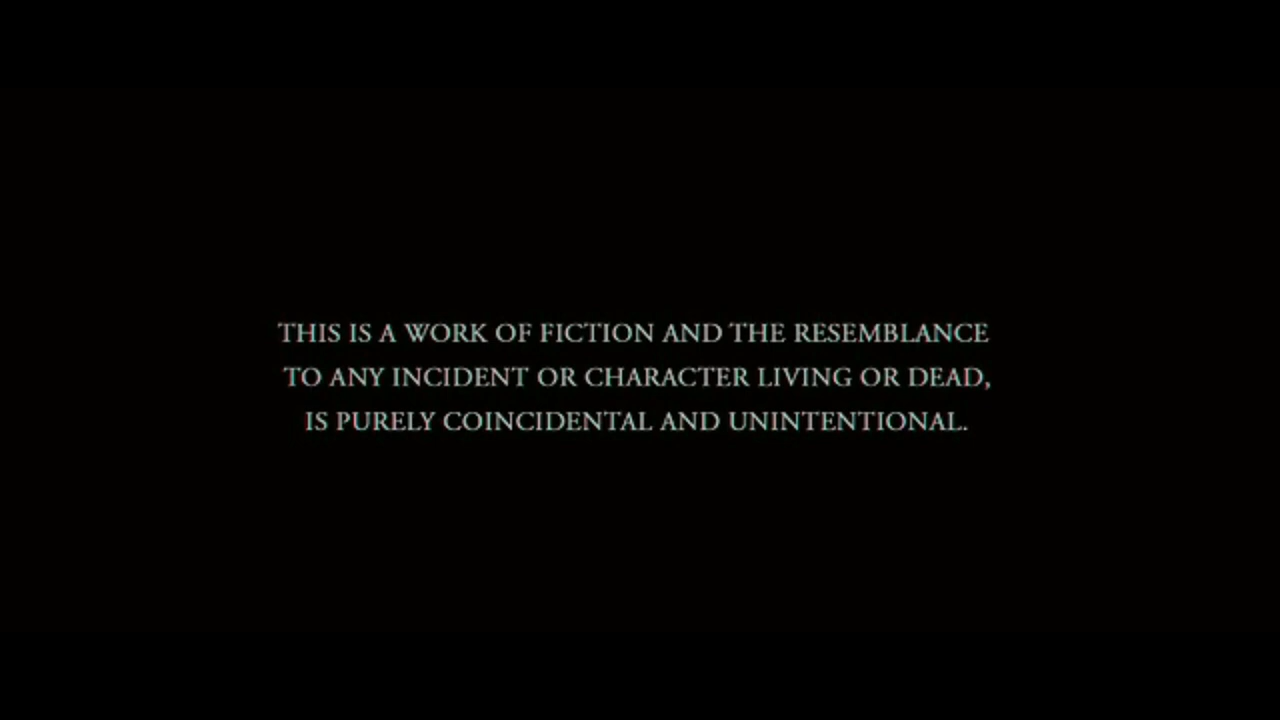 THIS IS A WORK OF FICTION AND THE RESEMBLANCE
TO ANY INCIDENT OR CHARACTER LIVING OR DEAD,
IS PURELY COINCIDENTAL AND UNINTENTIONAL.